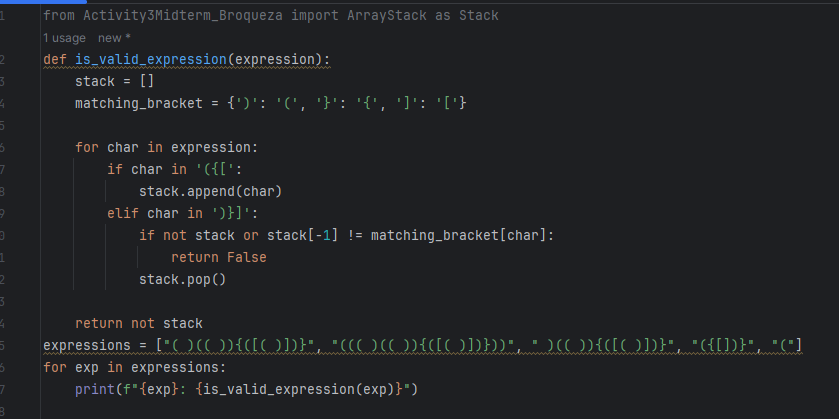 1 from Activity3Midterm_Broqueza import ArrayStack as Stack
1 usage new *
2 def is_valid_expression(expression):
3 stack = []
4 matching_bracket = {')': '(', '}': '{', ']': '['}
5
6 for char in expression:
7 if char in '({[':
8 stack.append(char)
9 elif char in ')}]':
0 if not stack or stack[-1] != matching_bracket[char]:
1 return False
2 stack.pop()
3
4 return not stack
5 expressions = ["( )(( )){([( )])}", "((( )(( )){([( )])}))", " )(( )){([( )])}", "({[])}", "("]
6 for exp in expressions:
7 print(f"{exp}: {is_valid_expression(exp)}")
8